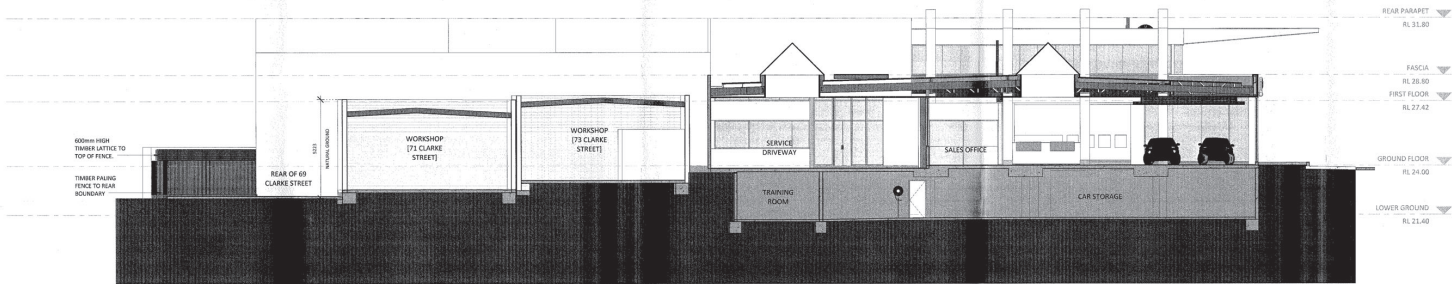 REAR PARAPET
RL 31.80
FASCIA
RL 28.80
FIRST FLOOR
RL 27.42
600mm HIGH
TIMBER LATTICE TO
TOP OF FENCE.
TIMBER PALING
FENCE TO REAR
BOUNDARY
REAR OF 69
CLARKE STREET
5223
NATURAL GROUND
WORKSHOP
[71 CLARKE
STREET]
WORKSHOP
[73 CLARKE
STREET]
SERVICE
DRIVEWAY
SALES OFFICE
GROUND FLOOR
RL 24.00
TRAINING
ROOM
CAR STORAGE
LOWER GROUND
RL 21.40